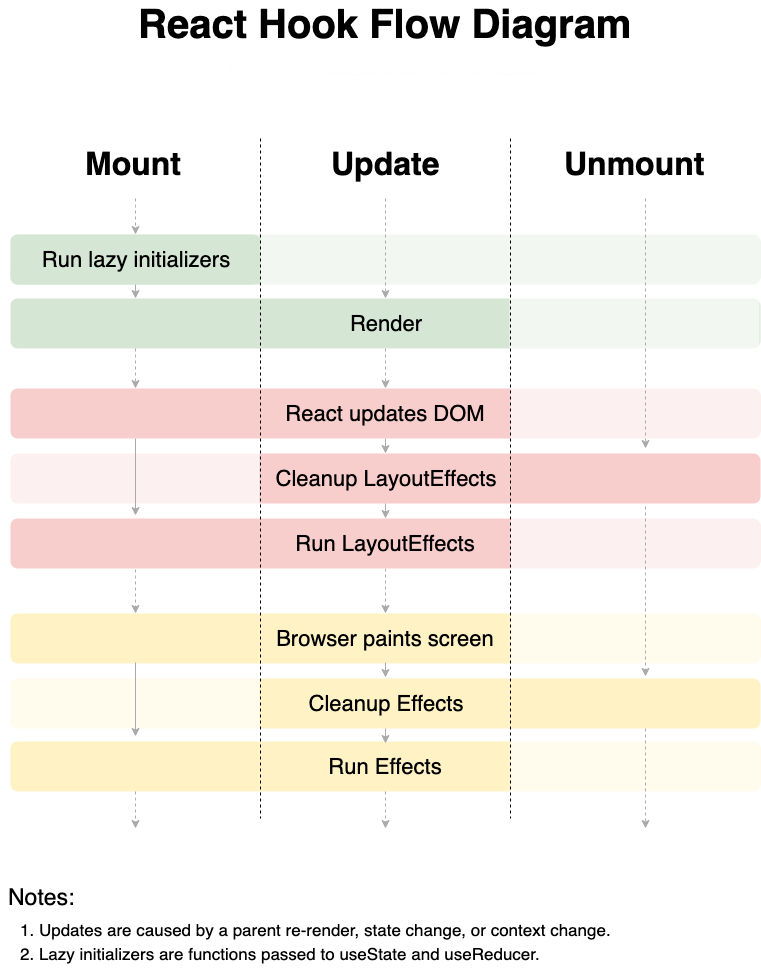 React Hook Flow Diagram
Mount Update Unmount
Run lazy initializers
Render
React updates DOM
Cleanup LayoutEffects
Run LayoutEffects
Browser paints screen
Cleanup Effects
Run Effects
Notes:
1. Updates are caused by a parent re-render, state change, or context change.
2. Lazy initializers are functions passed to useState and useReducer.